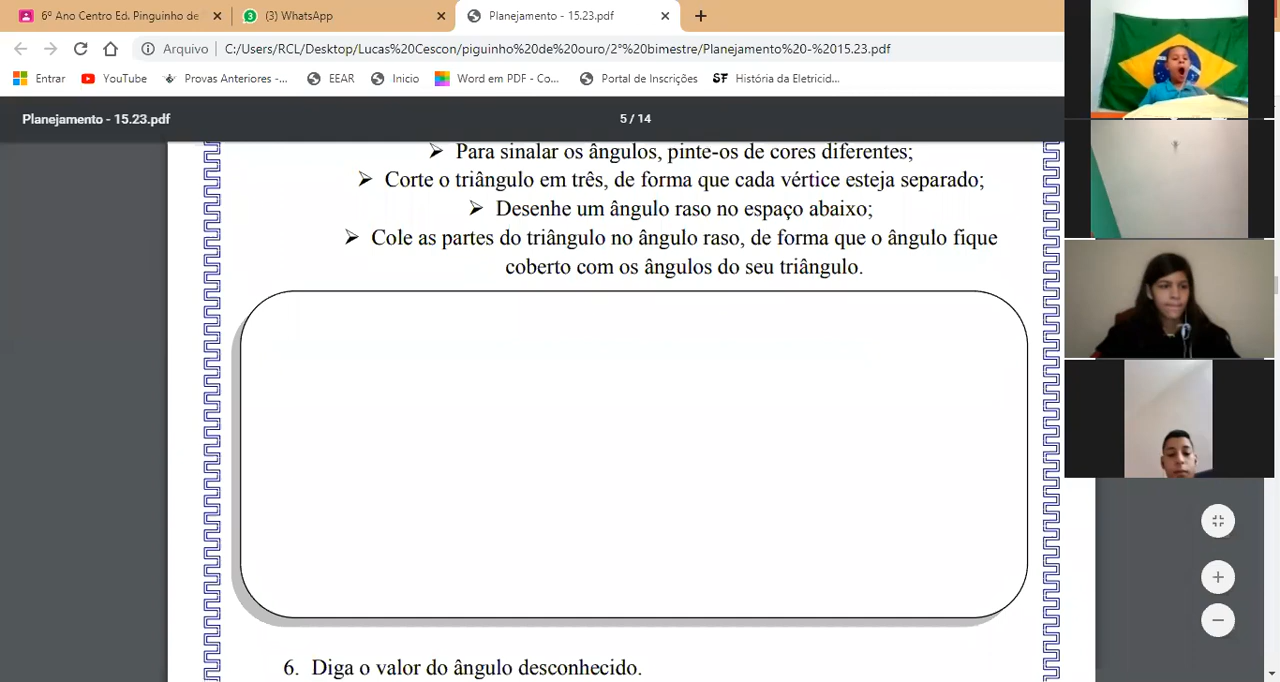 6º Ano Centro Ed. Pinguinho de
(3) WhatsApp
Planejamento - 15.23.pdf
Arquivo
C:/Users/RCL/Desktop/Lucas%20Cescon/piguinho%20de%20ouro/2°%20bimestre/Planejamento%20-%2015.23.pdf
Entrar
YouTube
Provas Anteriores -...
EEAR
Inicio
Word em PDF - Co...
Portal de Inscrições
SF História da Eletricid...
Planejamento - 15.23.pdf
5 / 14
➢ Para sinalar os ângulos, pinte-os de cores diferentes;
➢ Corte o triângulo em três, de forma que cada vértice esteja separado;
➢ Desenhe um ângulo raso no espaço abaixo;
➢ Cole as partes do triângulo no ângulo raso, de forma que o ângulo fique
coberto com os ângulos do seu triângulo.
6. Diga o valor do ângulo desconhecido.